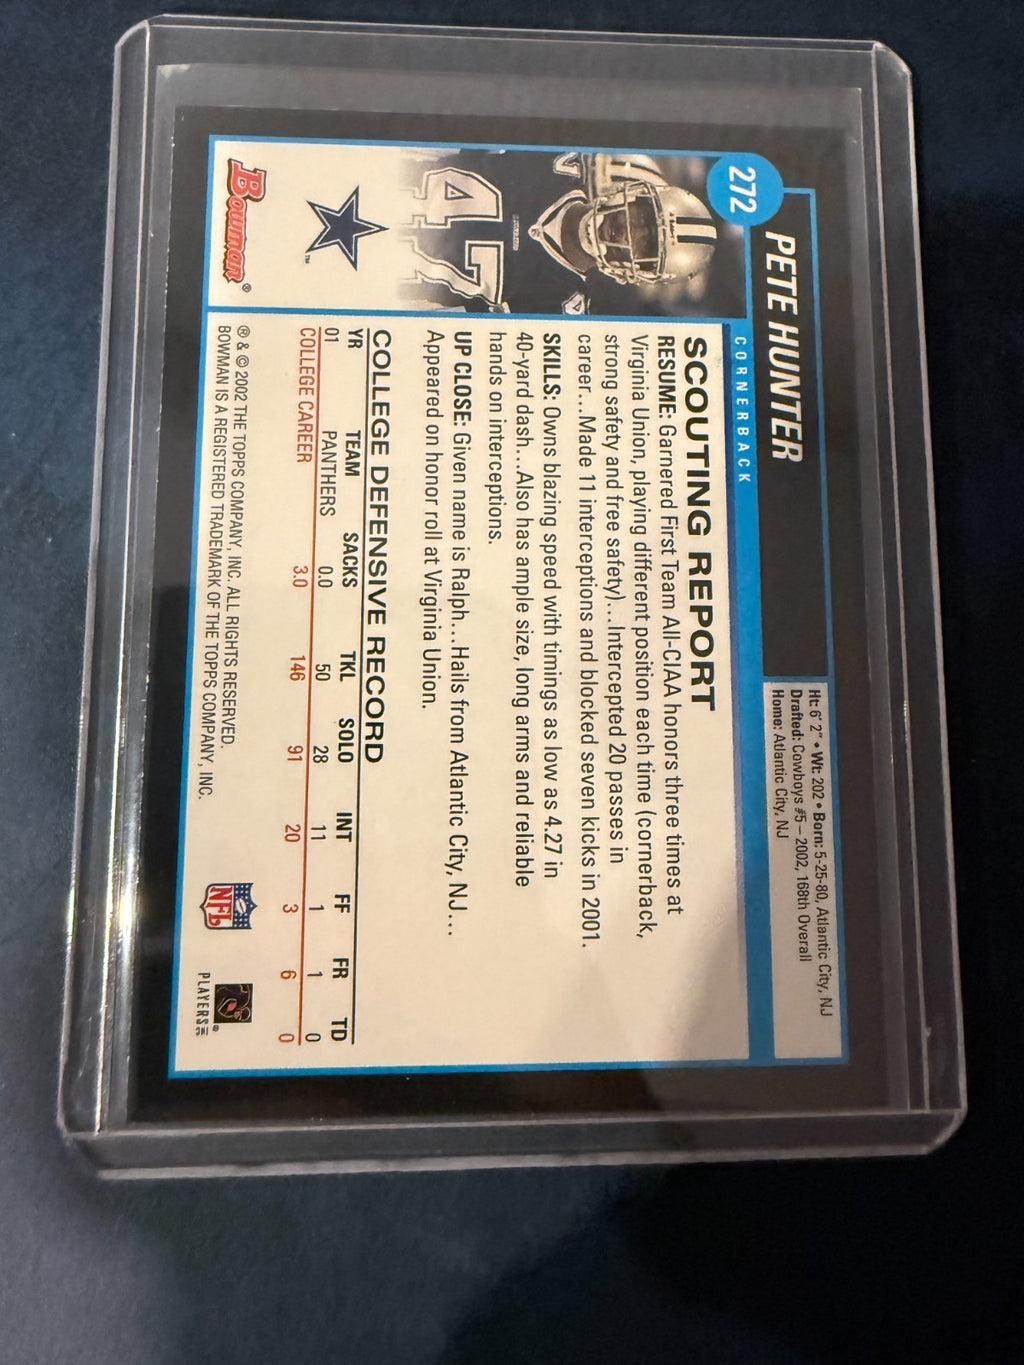 272
PETE HUNTER
CORNERBACK
Ht: 6' 2" • Wt: 202 • Born: 5-25-80, Atlantic City, NJ
Drafted: Cowboys #5 – 2002, 168th Overall
Home: Atlantic City, NJ
47
SCOUTING REPORT
RESUME: Garnered First Team All-CIAA honors three times at
Virginia Union, playing different position each time (cornerback,
strong safety and free safety)...Intercepted 20 passes in
career...Made 11 interceptions and blocked seven kicks in 2001.
SKILLS: Owns blazing speed with timings as low as 4.27 in
40-yard dash...Also has ample size, long arms and reliable
hands on interceptions.
UP CLOSE: Given name is Ralph...Hails from Atlantic City, NJ...
Appeared on honor roll at Virginia Union.
COLLEGE DEFENSIVE RECORD
YR TEAM SACKS TKL SOLO INT FF FR TD
01 PANTHERS 0.0 50 28 11 1 1 0
COLLEGE CAREER 3.0 146 91 20 3 6 0
Bowman®
TM
® & © 2002 THE TOPPS COMPANY, INC. ALL RIGHTS RESERVED.
BOWMAN IS A REGISTERED TRADEMARK OF THE TOPPS COMPANY, INC.
NFL
PLAYERS INC